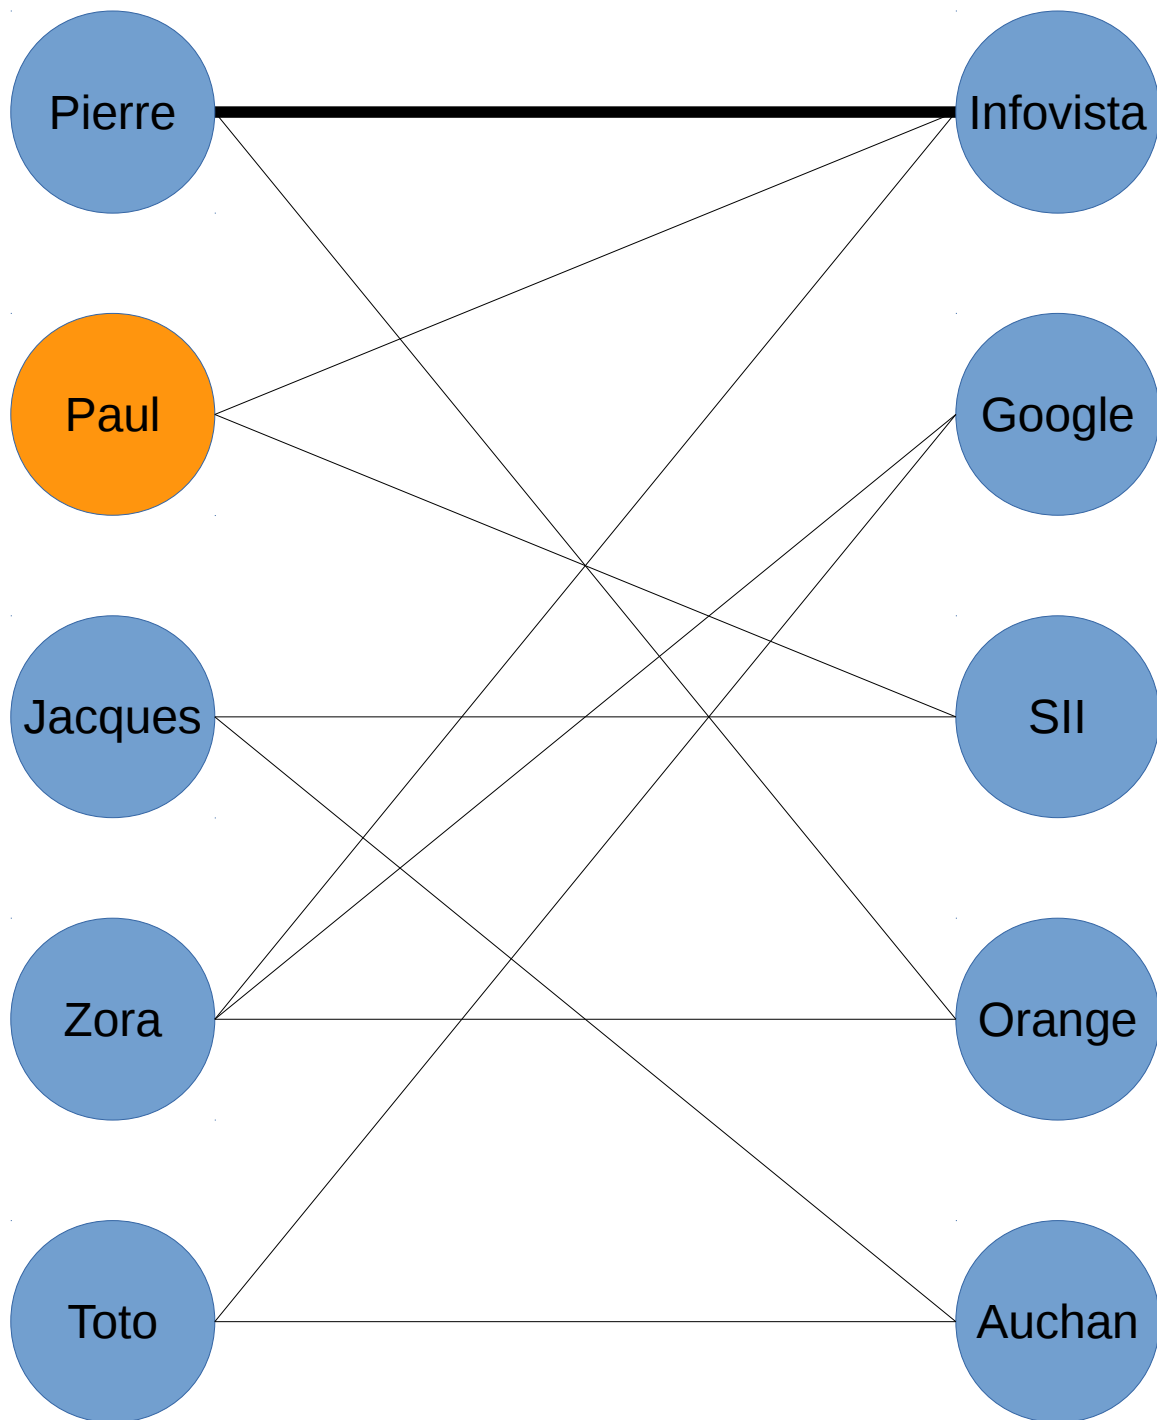 Pierre
Infovista
Paul
Google
Jacques
SII
Zora
Orange
Toto
Auchan